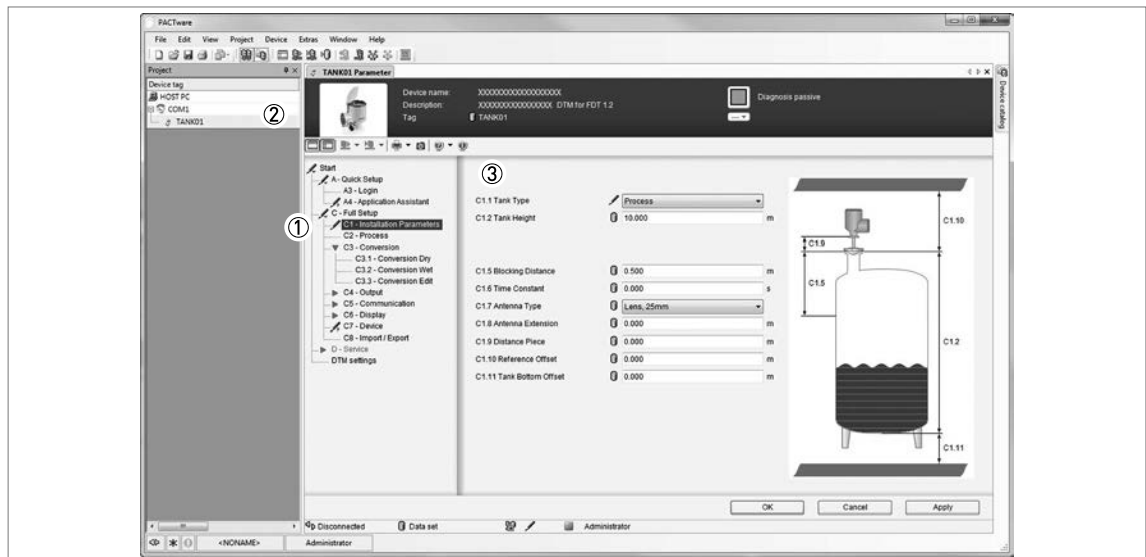 PACTware
File Edit View Project Device Extras Window Help
Project
TANK01 Parameter
Device tag
HOST PC
COM1
TANK01
②
Device name: XXXXXXXXXXXXXXXXXX
Description: XXXXXXXXXXXXXXXX DTM for FDT 1.2
Tag TANK01
Diagnosis passive
Device catalog
Start
A - Quick Setup
A3 - Login
A4 - Application Assistant
C - Full Setup
①
C1 - Installation Parameters
C2 - Process
C3 - Conversion
C3.1 - Conversion Dry
C3.2 - Conversion Wet
C3.3 - Conversion Edit
C4 - Output
C5 - Communication
C6 - Display
C7 - Device
C8 - Import / Export
D - Service
DTM settings
③
C1.1 Tank Type Process
C1.2 Tank Height 10.000 m
C1.5 Blocking Distance 0.500 m
C1.6 Time Constant 0.000 s
C1.7 Antenna Type Lens, 25mm
C1.8 Antenna Extension 0.000 m
C1.9 Distance Piece 0.000 m
C1.10 Reference Offset 0.000 m
C1.11 Tank Bottom Offset 0.000 m
C1.10
C1.9
C1.5
C1.2
C1.11
OK Cancel Apply
Disconnected Data set Administrator
<NONAME> Administrator